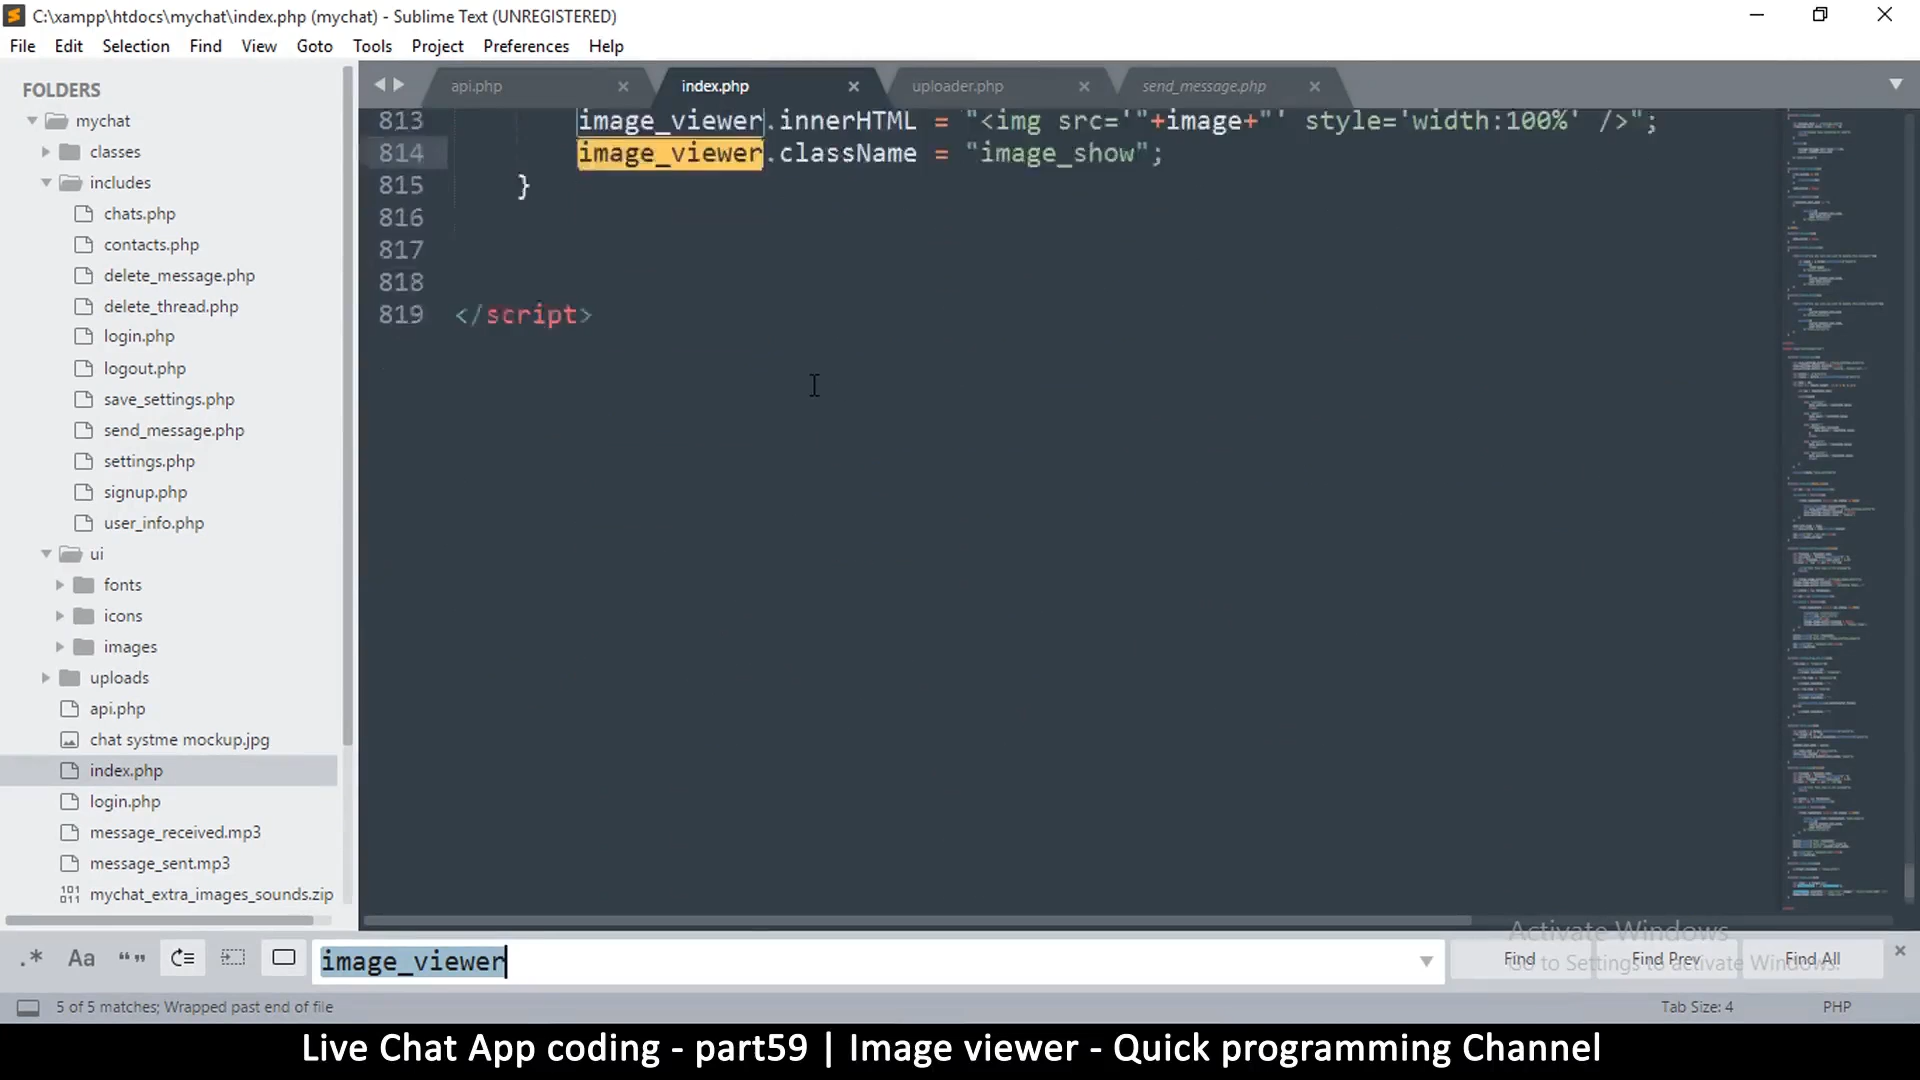 C:\xampp\htdocs\mychat\index.php (mychat) - Sublime Text (UNREGISTERED)
File Edit Selection Find View Goto Tools Project Preferences Help
FOLDERS
mychat
classes
includes
chats.php
contacts.php
delete_message.php
delete_thread.php
login.php
logout.php
save_settings.php
send_message.php
settings.php
signup.php
user_info.php
ui
fonts
icons
images
uploads
api.php
chat systme mockup.jpg
index.php
login.php
message_received.mp3
message_sent.mp3
mychat_extra_images_sounds.zip
api.php index.php uploader.php send_message.php
813 image_viewer.innerHTML = "<img src='"+image+"' style='width:100%' />";
814 image_viewer.className = "image_show";
815 }
816
817
818
819 </script>
.* Aa “” image_viewer Find Find Prev Find All
Activate Windows
Go to Settings to activate Windows.
5 of 5 matches; Wrapped past end of file Tab Size: 4 PHP
Live Chat App coding - part59 | Image viewer - Quick programming Channel